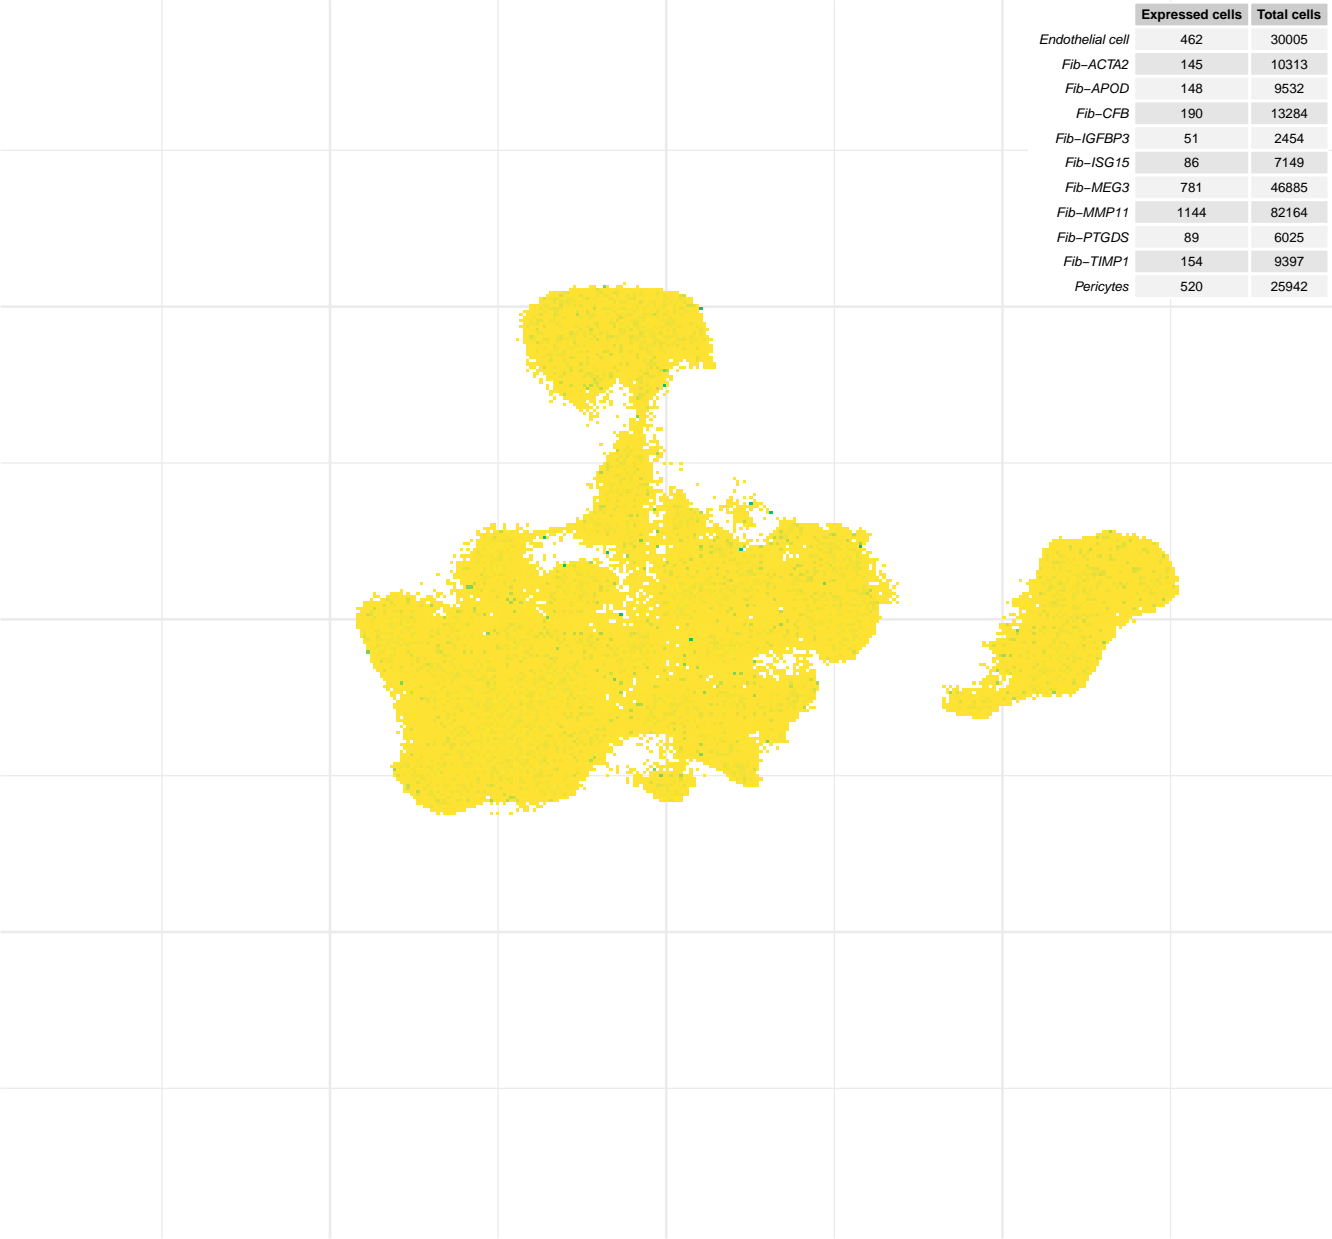 Expressed cells Total cells
Endothelial cell 462 30005
Fib−ACTA2 145 10313
Fib−APOD 148 9532
Fib−CFB 190 13284
Fib−IGFBP3 51 2454
Fib−ISG15 86 7149
Fib−MEG3 781 46885
Fib−MMP11 1144 82164
Fib−PTGDS 89 6025
Fib−TIMP1 154 9397
Pericytes 520 25942